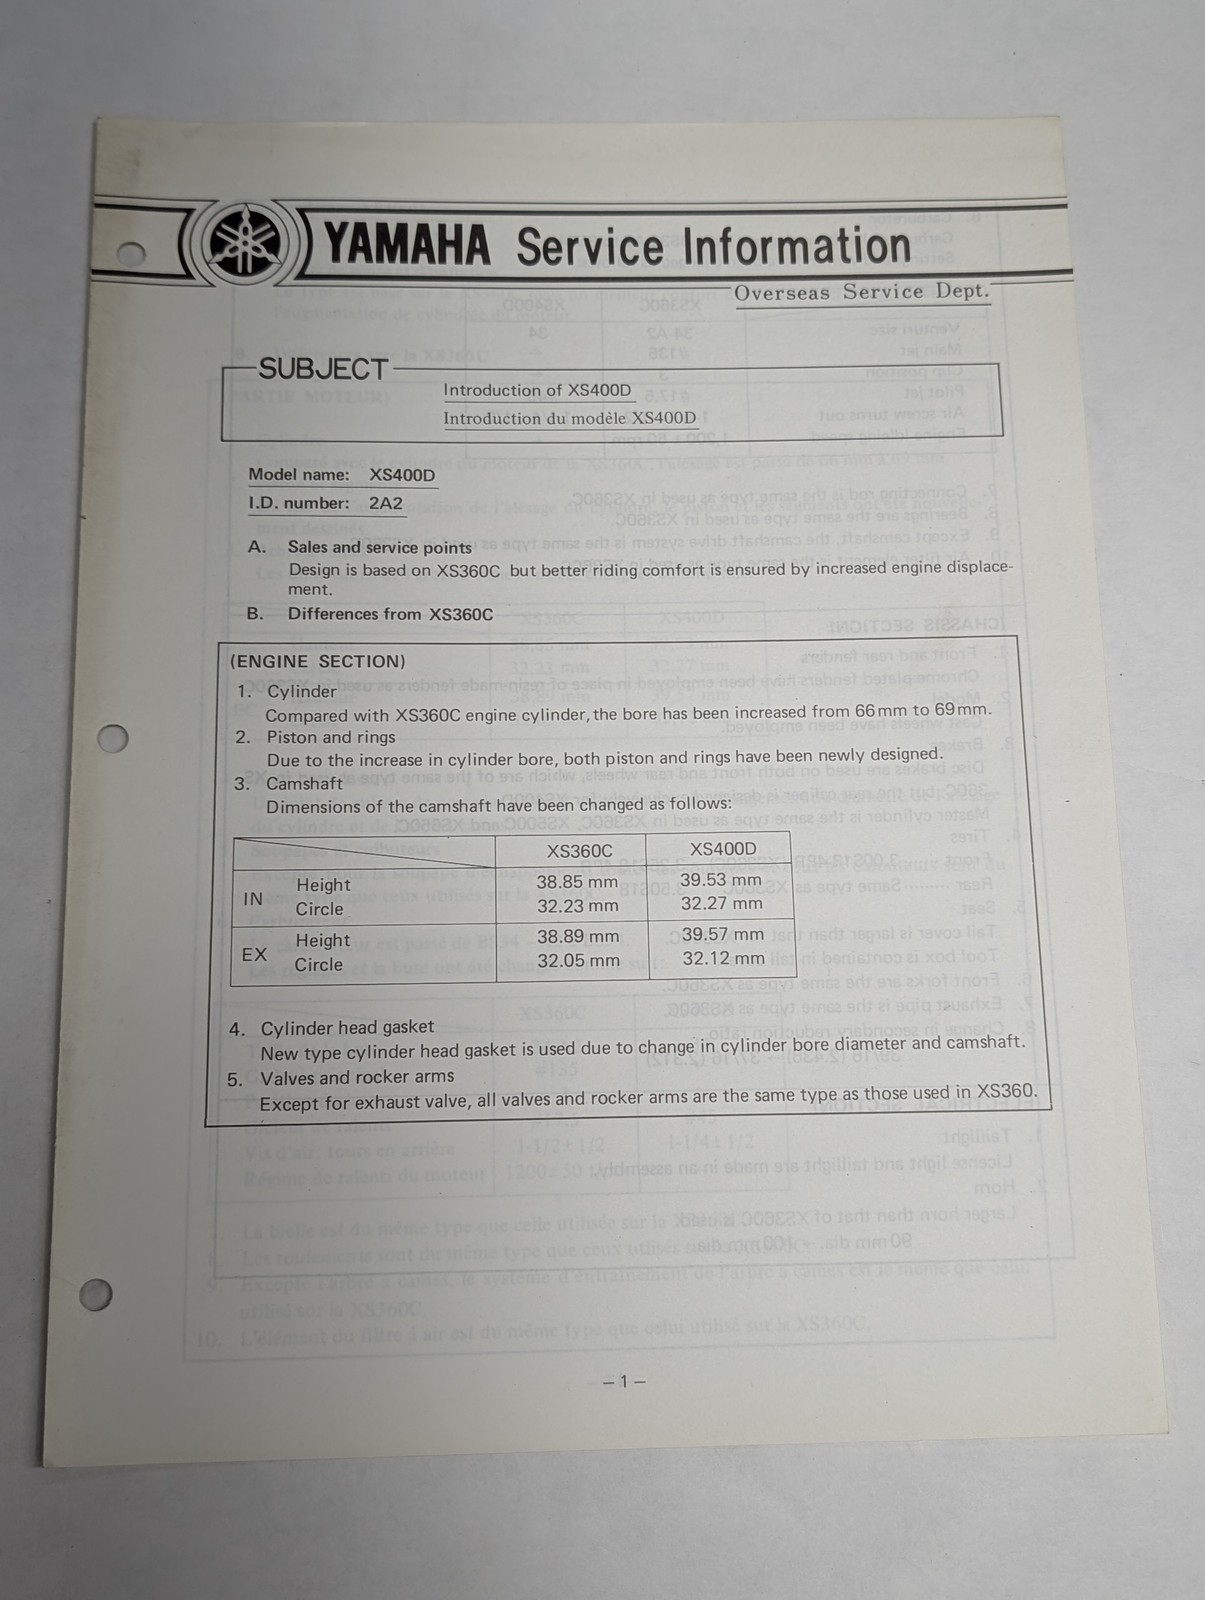 YAMAHA Service Information
Overseas Service Dept.
SUBJECT
Introduction of XS400D
Introduction du modèle XS400D
Model name: XS400D
I.D. number: 2A2
A. Sales and service points
Design is based on XS360C but better riding comfort is ensured by increased engine displace-
ment.
B. Differences from XS360C
(ENGINE SECTION)
1. Cylinder
Compared with XS360C engine cylinder, the bore has been increased from 66 mm to 69 mm.
2. Piston and rings
Due to the increase in cylinder bore, both piston and rings have been newly designed.
3. Camshaft
Dimensions of the camshaft have been changed as follows:
XS360C XS400D
IN Height 38.85 mm 39.53 mm
Circle 32.23 mm 32.27 mm
EX Height 38.89 mm 39.57 mm
Circle 32.05 mm 32.12 mm
4. Cylinder head gasket
New type cylinder head gasket is used due to change in cylinder bore diameter and camshaft.
5. Valves and rocker arms
Except for exhaust valve, all valves and rocker arms are the same type as those used in XS360.
– 1 –